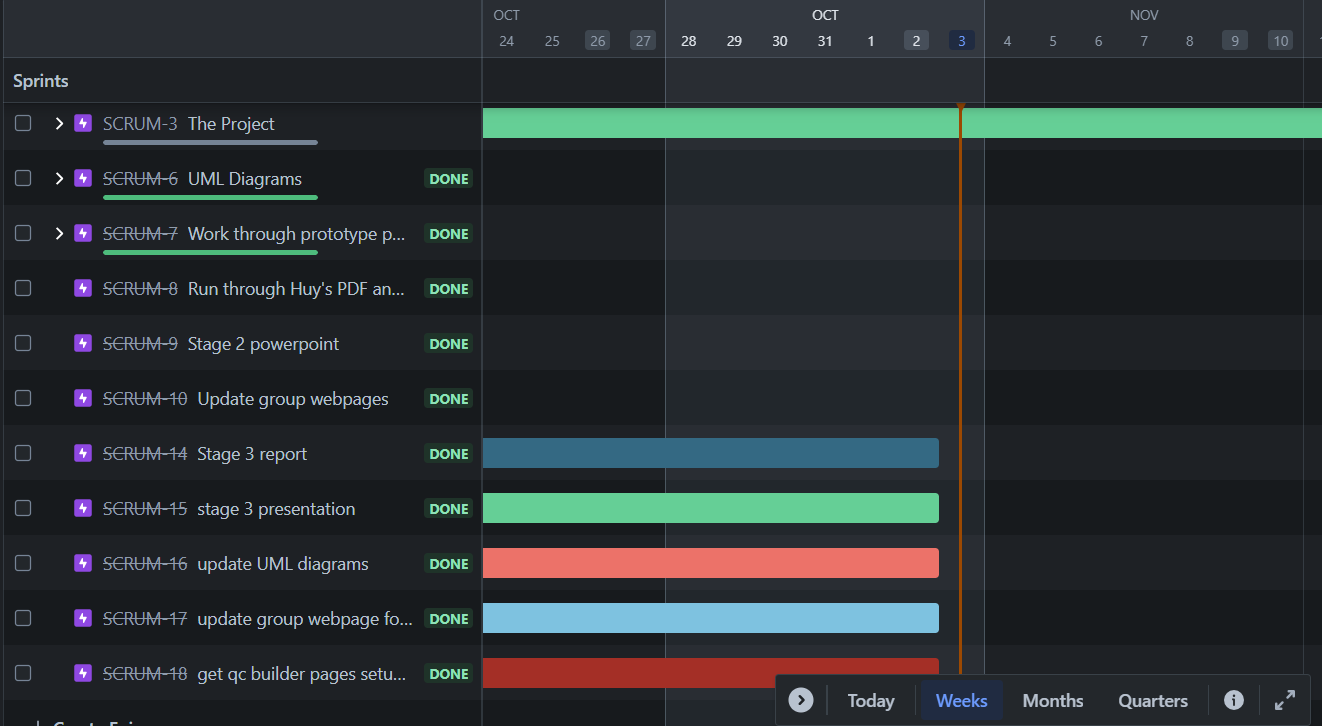 OCT OCT NOV
24 25 26 27 28 29 30 31 1 2 3 4 5 6 7 8 9 10
Sprints
SCRUM-3 The Project
SCRUM-6 UML Diagrams DONE
SCRUM-7 Work through prototype p... DONE
SCRUM-8 Run through Huy's PDF an... DONE
SCRUM-9 Stage 2 powerpoint DONE
SCRUM-10 Update group webpages DONE
SCRUM-14 Stage 3 report DONE
SCRUM-15 stage 3 presentation DONE
SCRUM-16 update UML diagrams DONE
SCRUM-17 update group webpage fo... DONE
SCRUM-18 get qc builder pages setu... DONE
Today Weeks Months Quarters